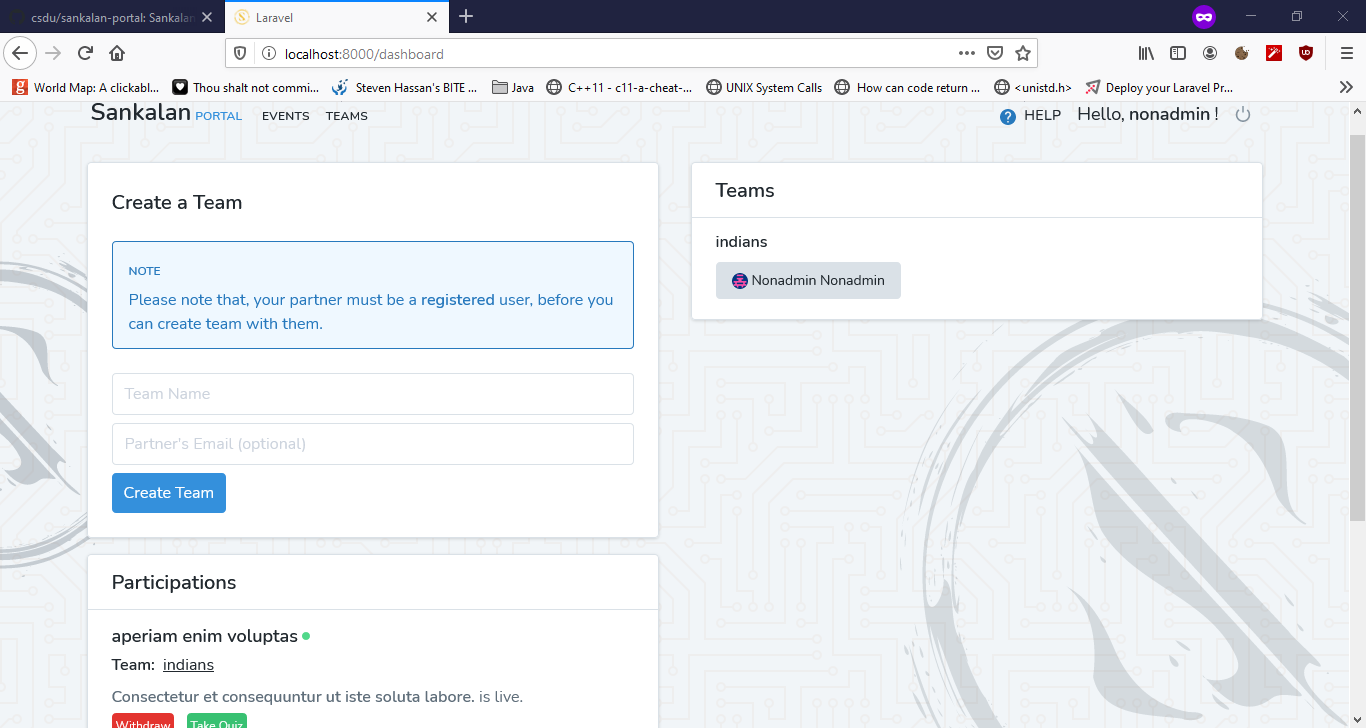 csdu/sankalan-portal: Sankalan
Laravel
localhost:8000/dashboard
World Map: A clickabl... Thou shalt not commi... Steven Hassan's BITE ... Java C++11 - c11-a-cheat-... UNIX System Calls How can code return ... <unistd.h> Deploy your Laravel Pr...
Sankalan PORTAL EVENTS TEAMS
? HELP Hello, nonadmin !
Create a Team
NOTE
Please note that, your partner must be a registered user, before you
can create team with them.
Team Name
Partner's Email (optional)
Create Team
Teams
indians
Nonadmin Nonadmin
Participations
aperiam enim voluptas
Team: indians
Consectetur et consequuntur ut iste soluta labore. is live.
Withdraw Take Quiz